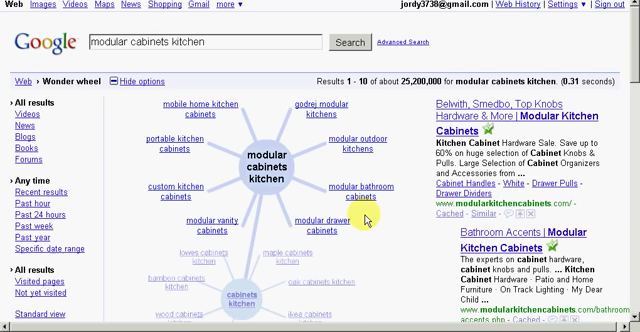 Web Images Videos Maps News Shopping Gmail more ▼
jordy3738@gmail.com | Web History | Settings ▼ | Sign out
Google
modular cabinets kitchen
Search
Advanced Search
Web › Wonder wheel
Hide options
Results 1 - 10 of about 25,200,000 for modular cabinets kitchen. (0.31 seconds)
› All results
Videos
News
Blogs
Books
Forums
› Any time
Recent results
Past hour
Past 24 hours
Past week
Past year
Specific date range
› All results
Visited pages
Not yet visited
Standard view
mobile home kitchen
cabinets
godrej modular
kitchens
portable kitchen
cabinets
modular outdoor
kitchens
modular
cabinets
kitchen
custom kitchen
cabinets
modular bathroom
cabinets
modular vanity
cabinets
modular drawer
cabinets
lowes cabinets
kitchen
maple cabinets
kitchen
bamboo cabinets
kitchen
oak cabinets kitchen
cabinets
kitchen
wood cabinets
kitchen
ikea cabinets
kitchen
Belwith, Smedbo, Top Knobs
Hardware & More | Modular Kitchen
Cabinets
Kitchen Cabinet Hardware Sale. Save up to
60% on huge selection of Cabinet Knobs &
Pulls. Large Selection of Cabinet Organizers
and Accessories from ...
Cabinet Handles - White - Drawer Pulls -
Drawer Dividers
www.modularkitchencabinets.com/ -
Cached - Similar -
Bathroom Accents | Modular
Kitchen Cabinets
The experts on cabinet hardware,
cabinet knobs and pulls. ... Kitchen
Cabinet Hardware · Patio and Home
Furniture · On Track Lighting · My Dear
Child ...
www.modularkitchencabinets.com/bathroom
accents.php - Cached - Similar -